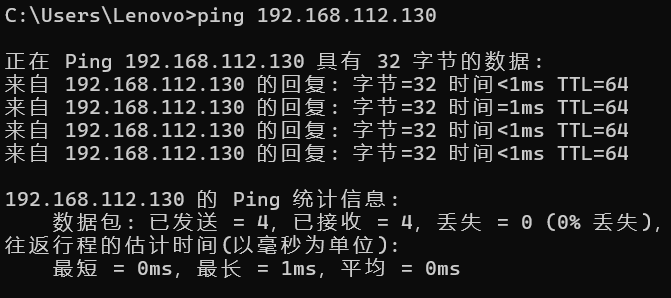 C:\Users\Lenovo>ping 192.168.112.130
正在 Ping 192.168.112.130 具有 32 字节的数据:
来自 192.168.112.130 的回复: 字节=32 时间<1ms TTL=64
来自 192.168.112.130 的回复: 字节=32 时间<1ms TTL=64
来自 192.168.112.130 的回复: 字节=32 时间=1ms TTL=64
来自 192.168.112.130 的回复: 字节=32 时间<1ms TTL=64
192.168.112.130 的 Ping 统计信息:
    数据包: 已发送 = 4, 已接收 = 4, 丢失 = 0 (0% 丢失),
往返行程的估计时间(以毫秒为单位):
    最短 = 0ms, 最长 = 1ms, 平均 = 0ms